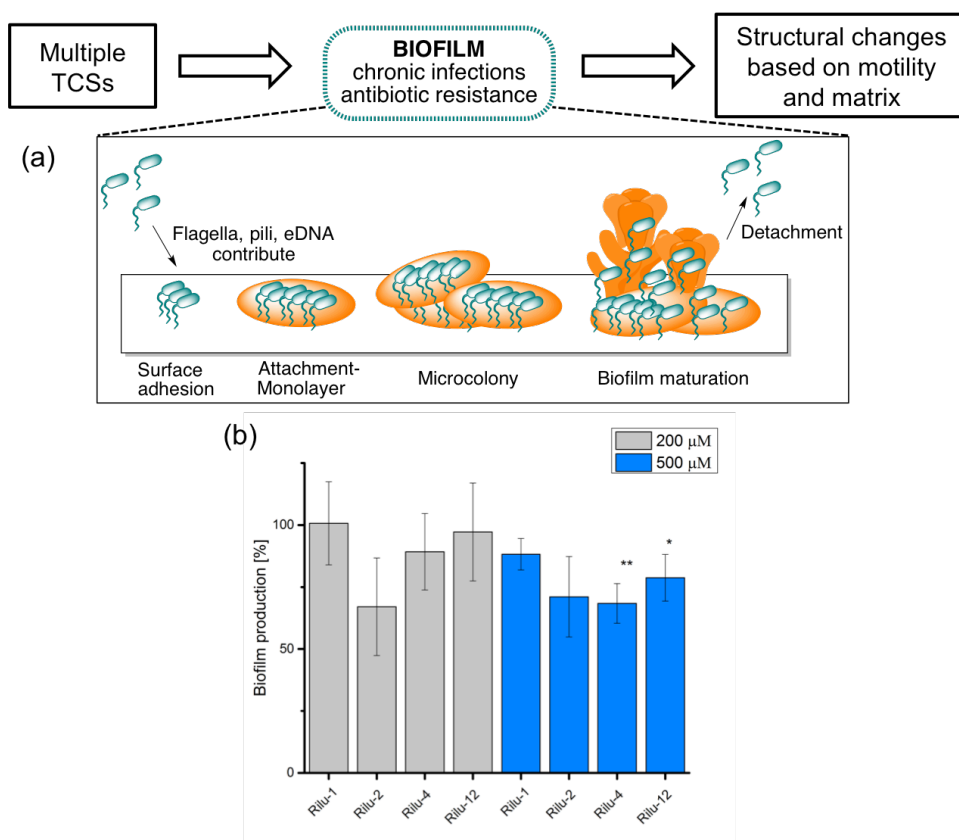 Multiple
TCSs
BIOFILM
chronic infections
antibiotic resistance
Structural changes
based on motility
and matrix
(a)
Flagella, pili, eDNA
contribute
Detachment
Surface
adhesion
Attachment-
Monolayer
Microcolony
Biofilm maturation
(b)
200 µM
500 µM
Biofilm production [%]
100
50
0
**
*
Rilu-1
Rilu-2
Rilu-4
Rilu-12
Rilu-1
Rilu-2
Rilu-4
Rilu-12